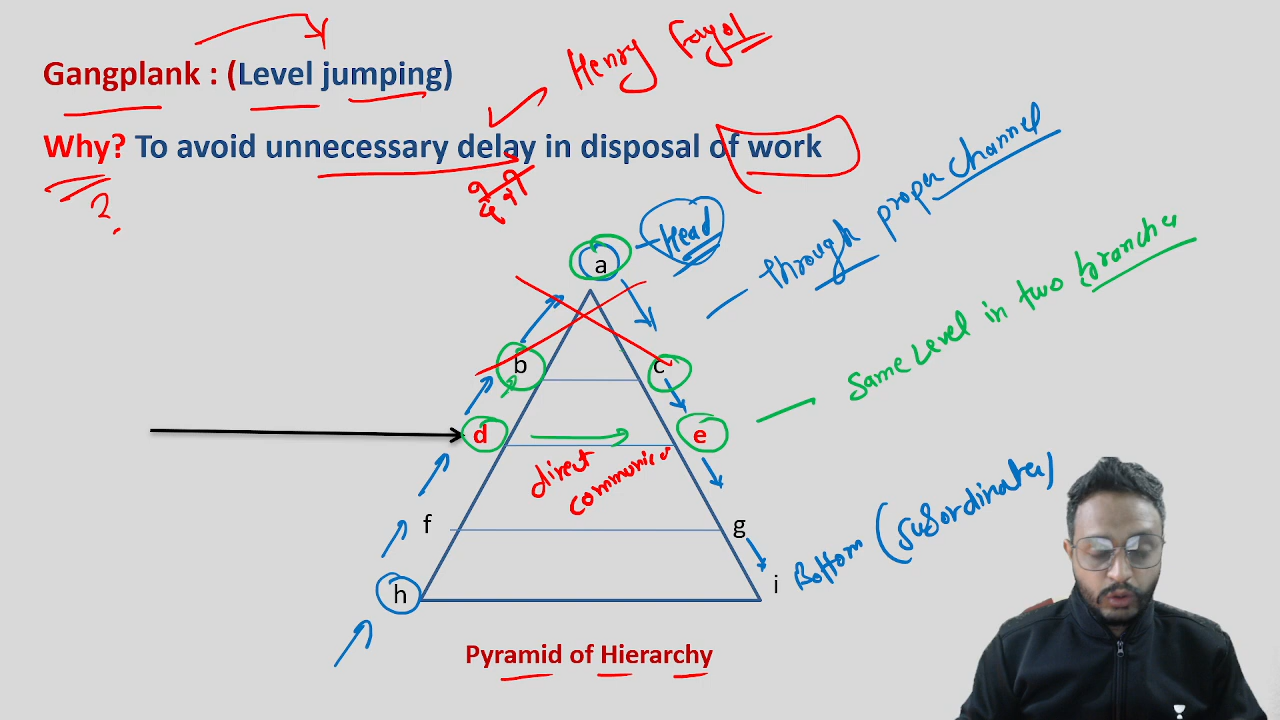 Gangplank : (Level jumping)
Henry Fayol
Why? To avoid unnecessary delay in disposal of work
?
a
Head
through proper channel
b
c
Same Level in two branches
d
e
direct
f
g
h
i
Bottom (Subordinates)
Pyramid of Hierarchy